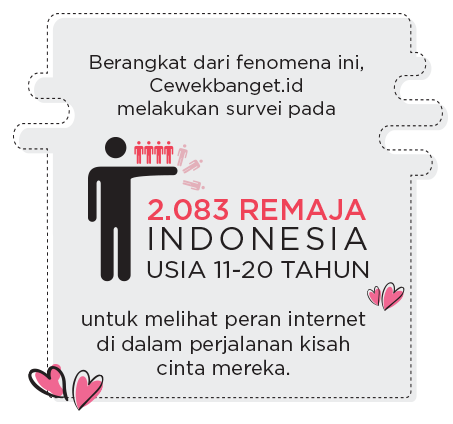 Berangkat dari fenomena ini,
Cewekbanget.id
melakukan survei pada
2.083 REMAJA
INDONESIA
USIA 11-20 TAHUN
untuk melihat peran internet
di dalam perjalanan kisah
cinta mereka.